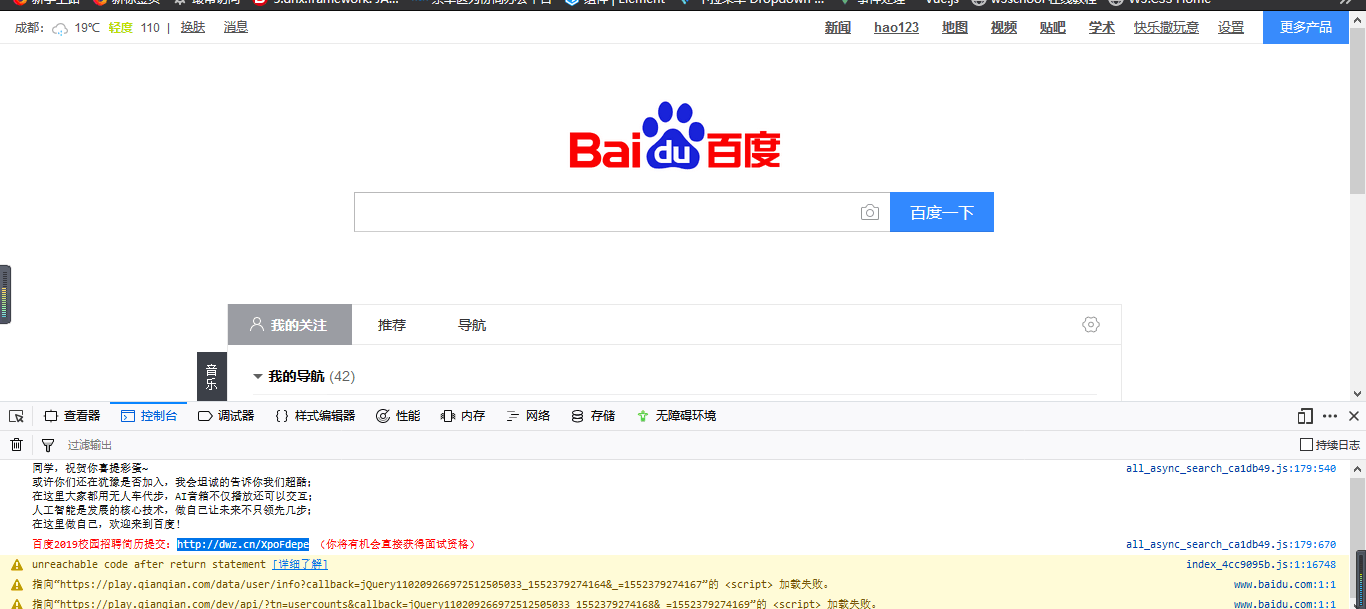 成都: 19℃ 轻度 110 | 换肤 消息
新闻 hao123 地图 视频 贴吧 学术 快乐撒玩意 设置 更多产品
Bai du 百度
百度一下
我的关注 推荐 导航
音乐
我的导航 (42)
查看器 控制台 调试器 { } 样式编辑器 性能 内存 网络 存储 无障碍环境
过滤输出 持续日志
同学，祝贺你喜提彩蛋~ all_async_search_ca1db49.js:179:540
或许你们还在犹豫是否加入，我会坦诚的告诉你我们超酷；
在这里大家都用无人车代步，AI音箱不仅播放还可以交互；
人工智能是发展的核心技术，做自己让未来不只领先几步；
在这里做自己，欢迎来到百度！
百度2019校园招聘简历提交：http://dwz.cn/XpoFdepe （你将有机会直接获得面试资格） all_async_search_ca1db49.js:179:670
unreachable code after return statement [详细了解] index_4cc9095b.js:1:16748
指向“https://play.qianqian.com/data/user/info?callback=jQuery110209266972512505033_1552379274164&_=1552379274167”的 <script> 加载失败。 www.baidu.com:1:1
指向“https://play.qianqian.com/dev/api/?tn=usercounts&callback=jQuery110209266972512505033_1552379274168&_=1552379274169”的 <script> 加载失败。 www.baidu.com:1:1